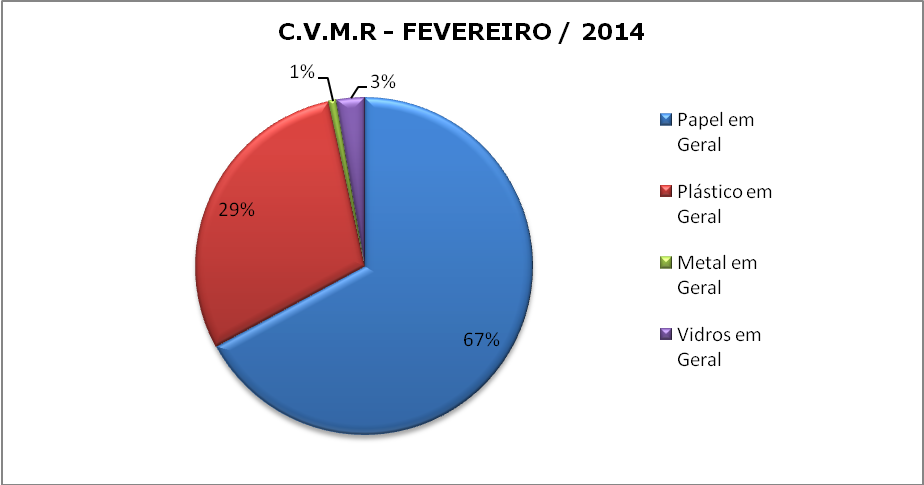 C.V.M.R - FEVEREIRO / 2014
1%
3%
29%
67%
Papel em
Geral
Plástico em
Geral
Metal em
Geral
Vidros em
Geral